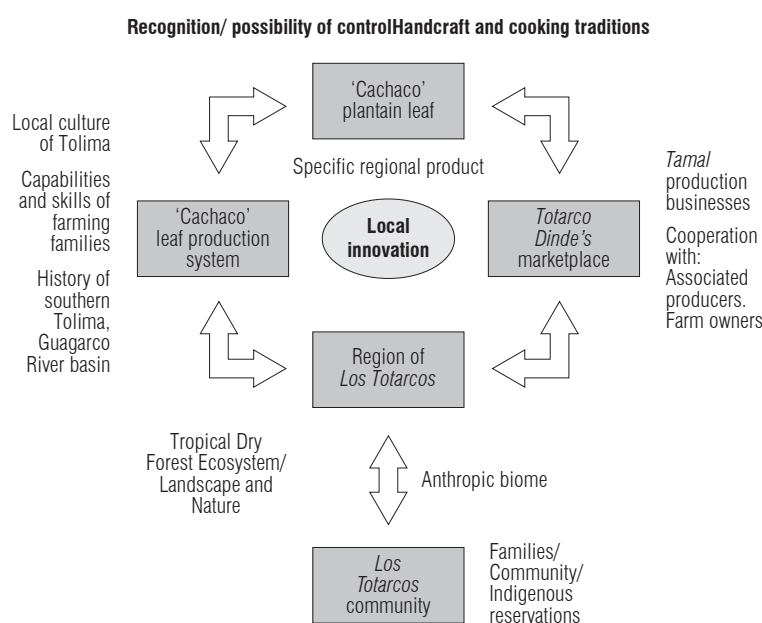 Recognition/ possibility of controlHandcraft and cooking traditions
‘Cachaco’
plantain leaf
Local culture
of Tolima
Capabilities
and skills of
farming
families
History of
southern
Tolima,
Guagarco
River basin
Specific regional product
‘Cachaco’
leaf production
system
Local
innovation
Totarco
Dinde’s
marketplace
Tamal
production
businesses
Cooperation
with:
Associated
producers.
Farm owners
Region of
Los Totarcos
Tropical Dry
Forest Ecosystem/
Landscape and
Nature
Anthropic biome
Los
Totarcos
community
Families/
Community/
Indigenous
reservations